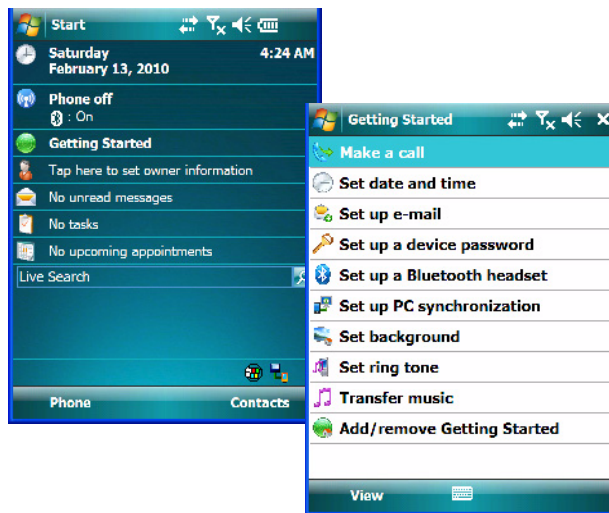 Start
Saturday 4:24 AM
February 13, 2010
Phone off
: On
Getting Started
Tap here to set owner information
No unread messages
No tasks
No upcoming appointments
Live Search
Phone Contacts
Getting Started
Make a call
Set date and time
Set up e-mail
Set up a device password
Set up a Bluetooth headset
Set up PC synchronization
Set background
Set ring tone
Transfer music
Add/remove Getting Started
View